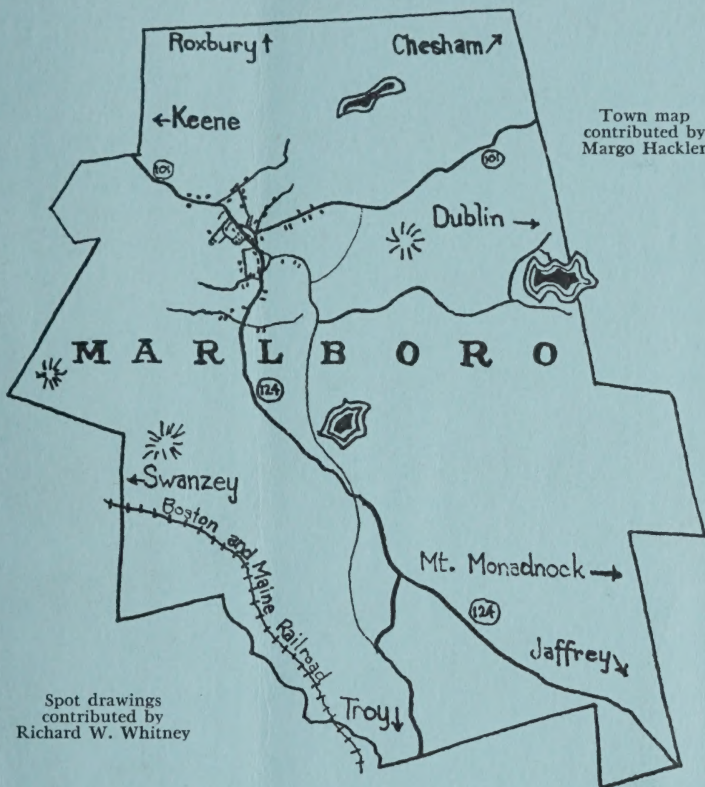 Roxbury ↑
Chesham ↗
← Keene
Town map
contributed by
Margo Hackler
101
101
Dublin →
MARLBORO
124
← Swanzey
Boston and Maine Railroad
Mt. Monadnock →
124
Jaffrey ↘
Troy ↓
Spot drawings
contributed by
Richard W. Whitney